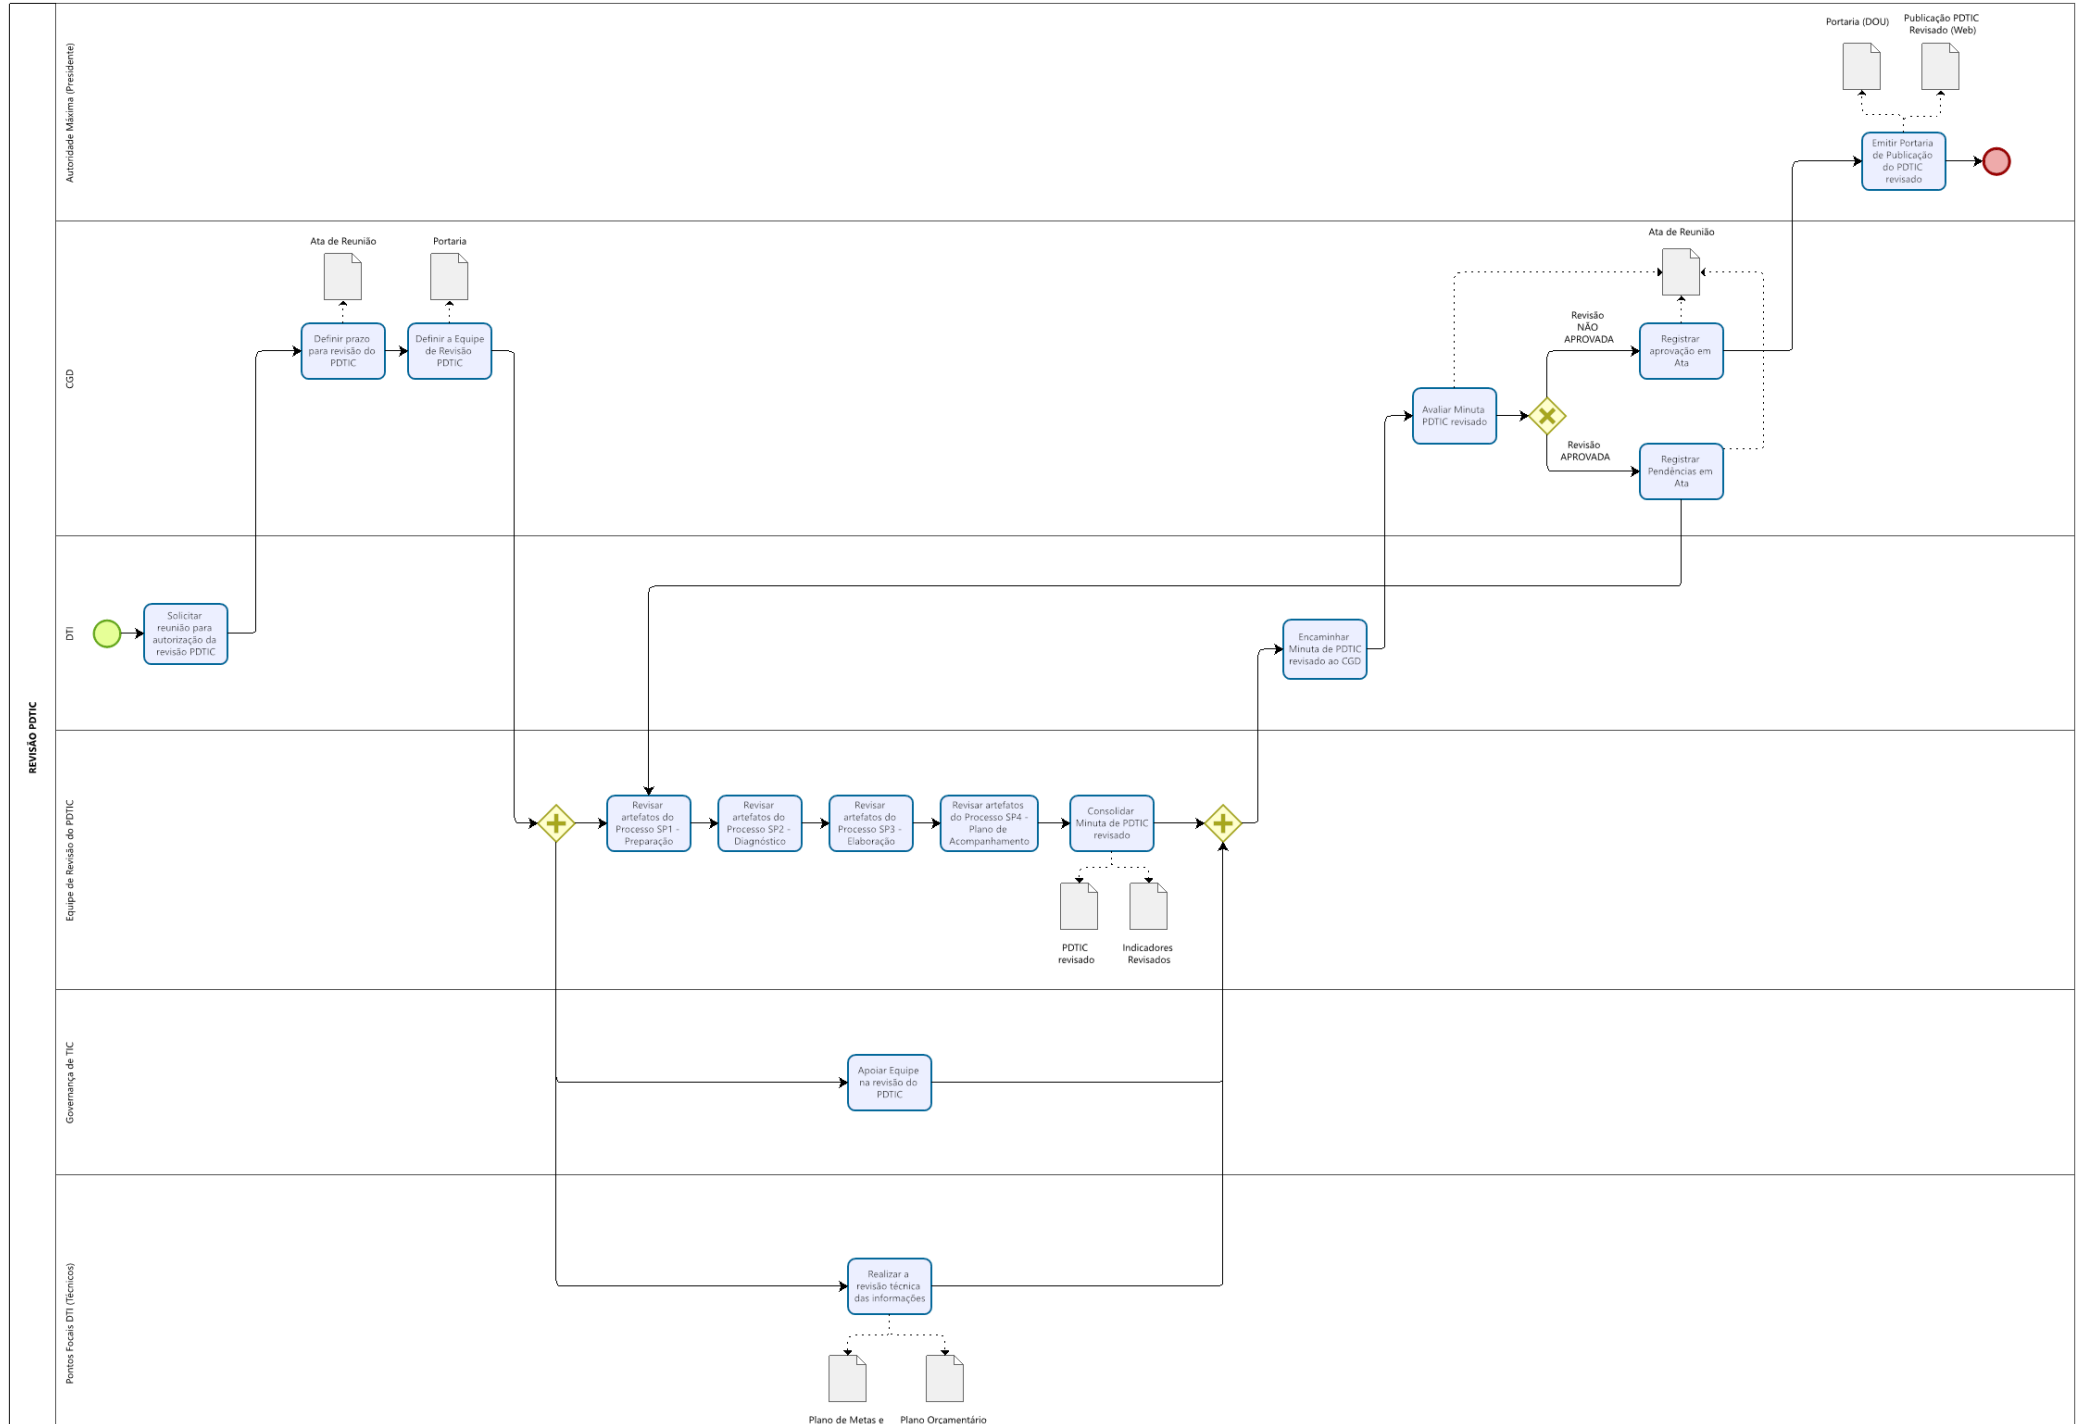 REVISÃO PDTIC
Autoridade Máxima (Presidente)
Portaria (DOU)
Publicação PDTIC
Revisado (Web)
Emitir Portaria
de Publicação
do PDTIC
revisado
CGD
Ata de Reunião
Portaria
Definir prazo
para revisão do
PDTIC
Definir a Equipe
de Revisão
PDTIC
Avaliar Minuta
PDTIC revisado
Revisão
NÃO
APROVADA
Revisão
APROVADA
Ata de Reunião
Registrar
aprovação em
Ata
Registrar
Pendências em
Ata
DTI
Solicitar
reunião para
autorização da
revisão PDTIC
Encaminhar
Minuta de PDTIC
revisado ao CGD
Equipe de Revisão do PDTIC
Revisar
artefatos do
Processo SP1 -
Preparação
Revisar
artefatos do
Processo SP2 -
Diagnóstico
Revisar
artefatos do
Processo SP3 -
Elaboração
Revisar artefatos
do Processo SP4 -
Plano de
Acompanhamento
Consolidar
Minuta de PDTIC
revisado
PDTIC
revisado
Indicadores
Revisados
Governança de TIC
Apoiar Equipe
na revisão do
PDTIC
Pontos Focais DTI (Técnicos)
Realizar a
revisão técnica
das informações
Plano de Metas e
Plano Orçamentário